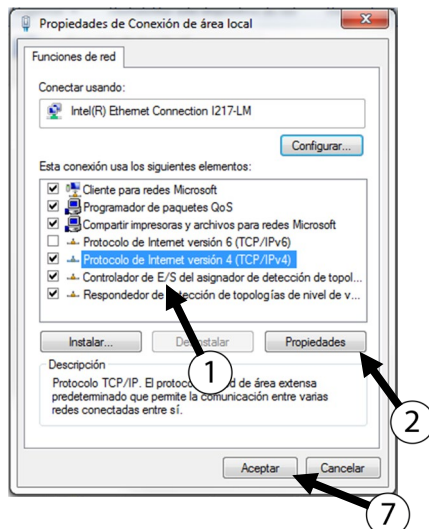 Propiedades de Conexión de área local
Funciones de red
Conectar usando:
Intel(R) Ethernet Connection I217-LM
Configurar...
Esta conexión usa los siguientes elementos:
Cliente para redes Microsoft
Programador de paquetes QoS
Compartir impresoras y archivos para redes Microsoft
Protocolo de Internet versión 6 (TCP/IPv6)
Protocolo de Internet versión 4 (TCP/IPv4)
Controlador de E/S del asignador de detección de topol...
Respondedor de detección de topologías de nivel de v...
Instalar... Desinstalar Propiedades
1
Descripción
Protocolo TCP/IP. El protocolo de red de área extensa
predeterminado que permite la comunicación entre varias
redes conectadas entre sí.
2
Aceptar Cancelar
7